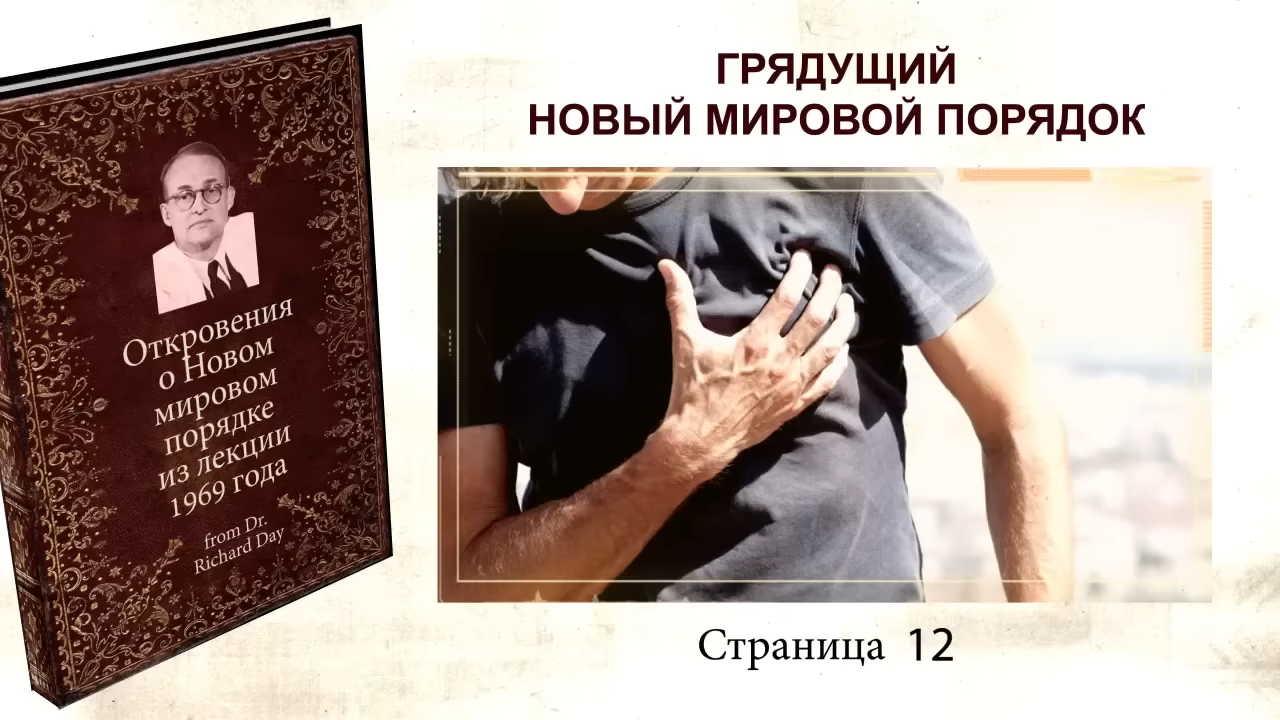 ГРЯДУЩИЙ
НОВЫЙ МИРОВОЙ ПОРЯДОК
Откровения
о Новом
мировом
порядке
из лекции
1969 года
from Dr.
Richard Day
Страница 12